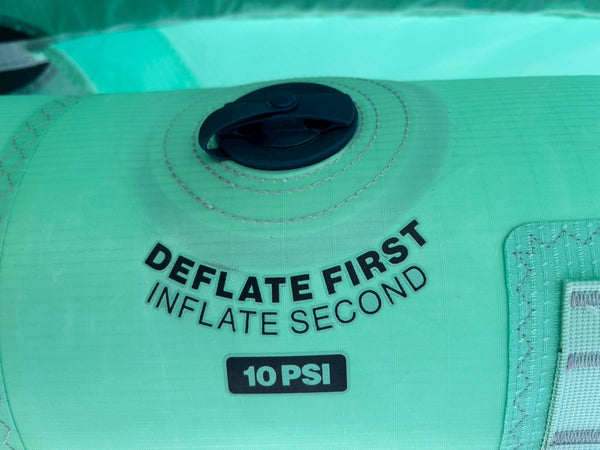 DEFLATE FIRST
INFLATE SECOND
10 PSI